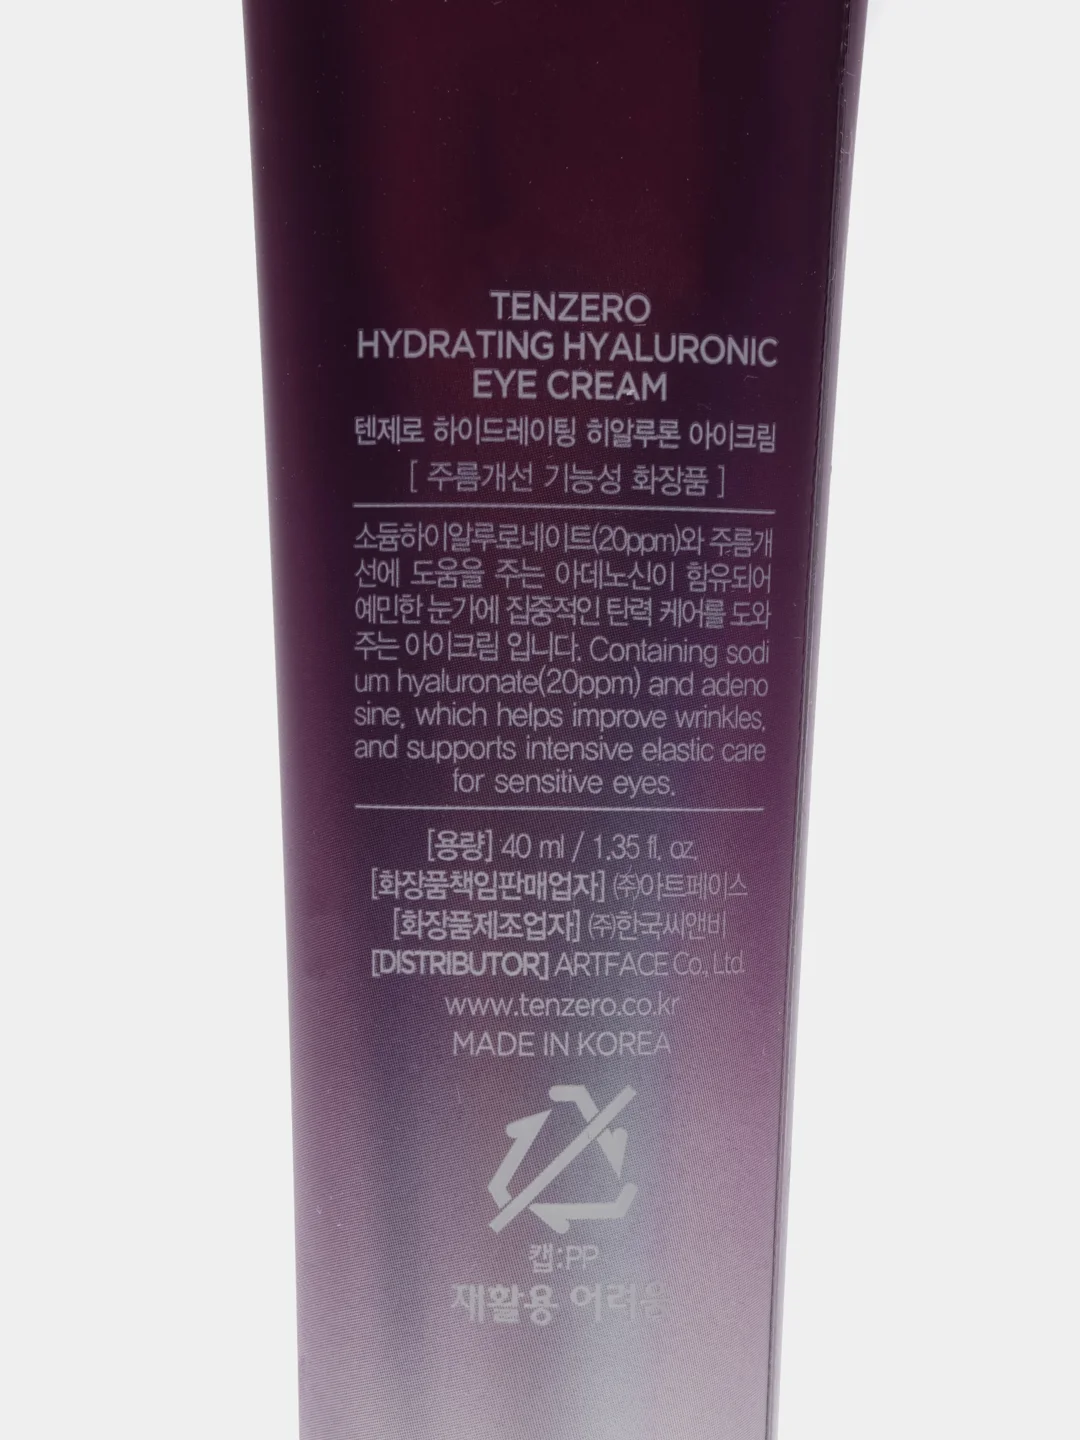 TENZERO
HYDRATING HYALURONIC
EYE CREAM
텐제로 하이드레이팅 히알루론 아이크림
[ 주름개선 기능성 화장품 ]
소듐하이알루로네이트(20ppm)와 주름개
선에 도움을 주는 아데노신이 함유되어
예민한 눈가에 집중적인 탄력 케어를 도와
주는 아이크림 입니다. Containing sodi
um hyaluronate(20ppm) and adeno
sine, which helps improve wrinkles,
and supports intensive elastic care
for sensitive eyes.
[용량] 40 ml / 1.35 fl. oz.
[화장품책임판매업자] (주)아트페이스
[화장품제조업자] (주)한국씨앤비
[DISTRIBUTOR] ARTFACE Co., Ltd.
www.tenzero.co.kr
MADE IN KOREA
캡:PP
재활용 어려움